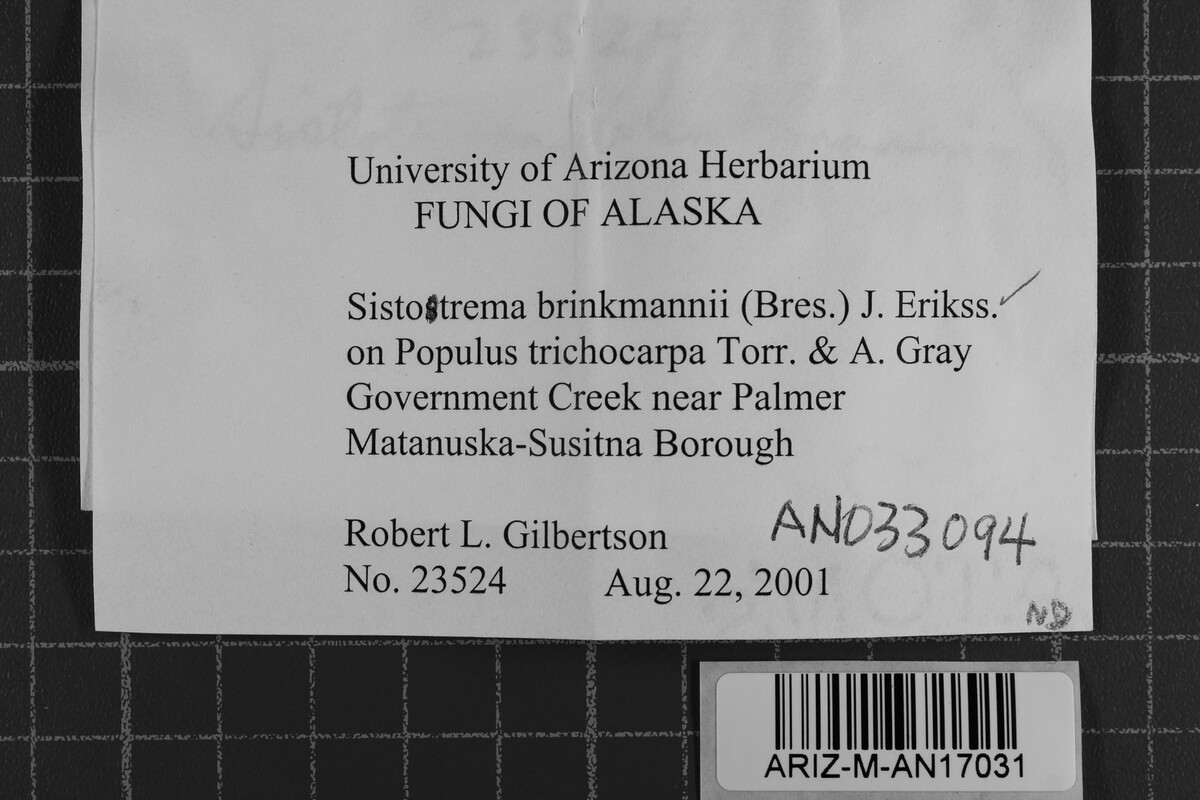 University of Arizona Herbarium
FUNGI OF ALASKA
Sistostrema brinkmannii (Bres.) J. Erikss.
on Populus trichocarpa Torr. & A. Gray
Government Creek near Palmer
Matanuska-Susitna Borough
Robert L. Gilbertson
AN033094
No. 23524 Aug. 22, 2001
ND
ARIZ-M-AN17031